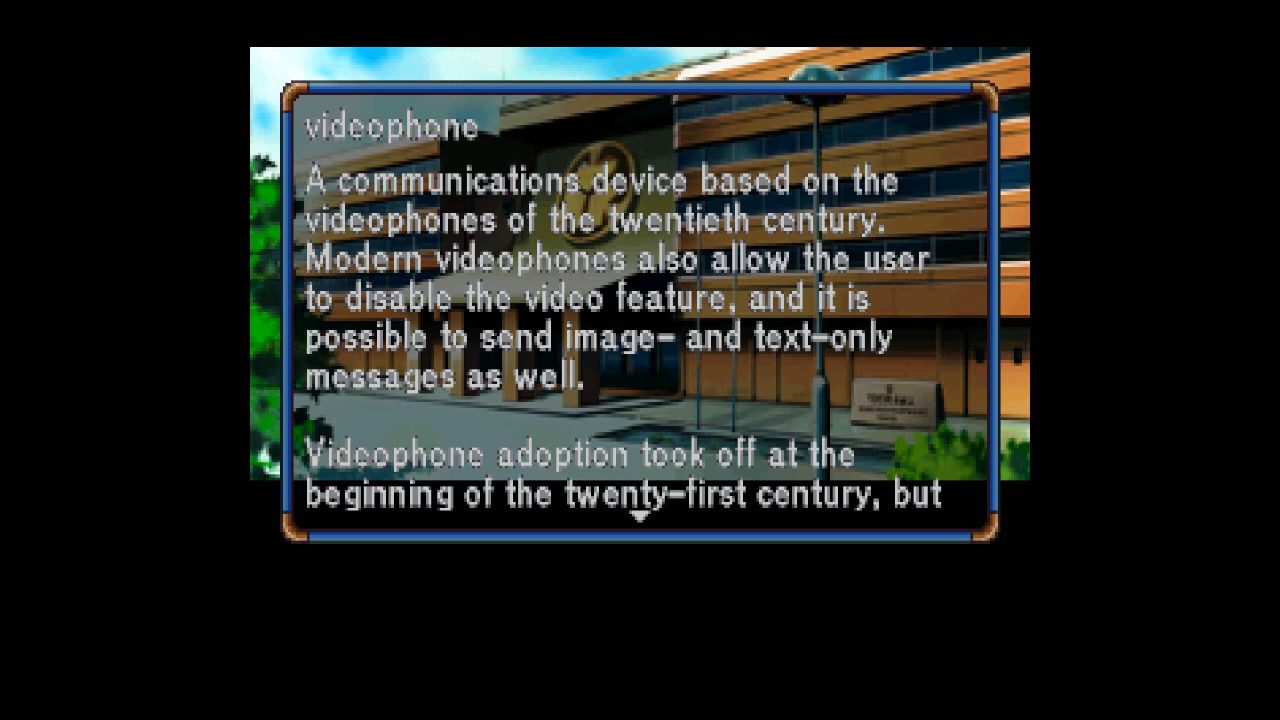 videophone
A communications device based on the
videophones of the twentieth century.
Modern videophones also allow the user
to disable the video feature, and it is
possible to send image- and text-only
messages as well.
Videophone adoption took off at the
beginning of the twenty-first century, but